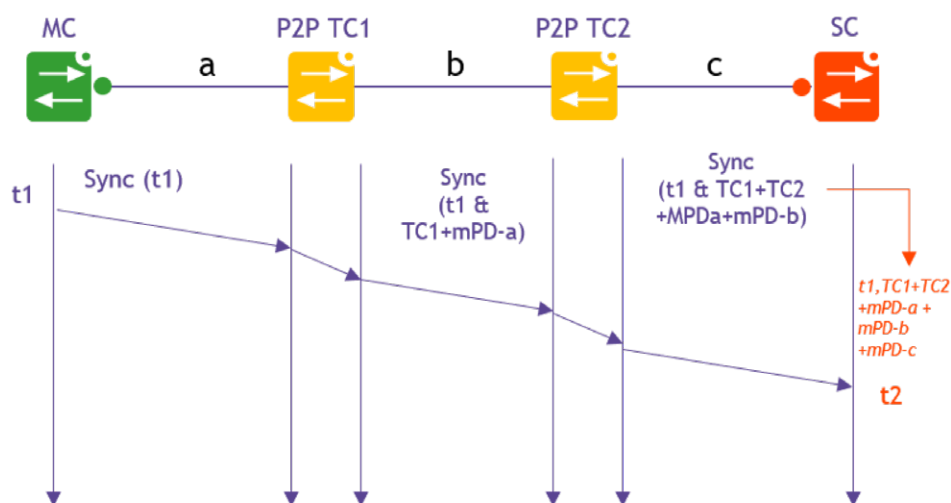 MC
P2P TC1
P2P TC2
SC
a
b
c
t1
Sync (t1)
Sync
(t1 &
TC1+mPD-a)
Sync
(t1 & TC1+TC2
+MPDa+mPD-b)
t1,TC1+TC2
+mPD-a +
mPD-b
+mPD-c
t2